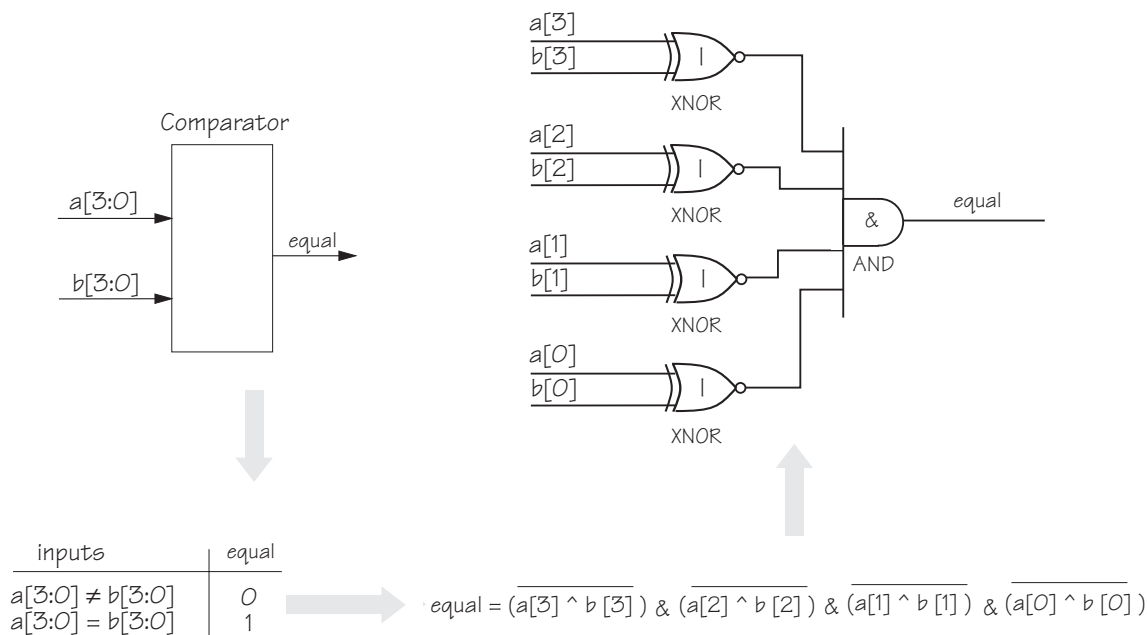 Comparator
a[3:0]
b[3:0]
equal
a[3]
b[3]
|
XNOR
a[2]
b[2]
|
XNOR
a[1]
b[1]
|
XNOR
a[0]
b[0]
|
XNOR
&
AND
equal
inputs equal
a[3:0] ≠ b[3:0] 0
a[3:0] = b[3:0] 1
equal = (a[3] ^ b [3]) & (a[2] ^ b [2]) & (a[1] ^ b [1]) & (a[0] ^ b [0])